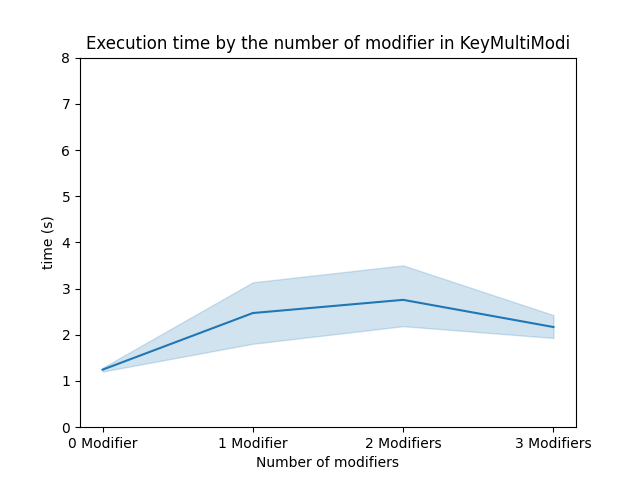 Execution time by the number of modifier in KeyMultiModi
8
7
6
5
4
3
2
1
0
time (s)
0 Modifier
1 Modifier
2 Modifiers
3 Modifiers
Number of modifiers